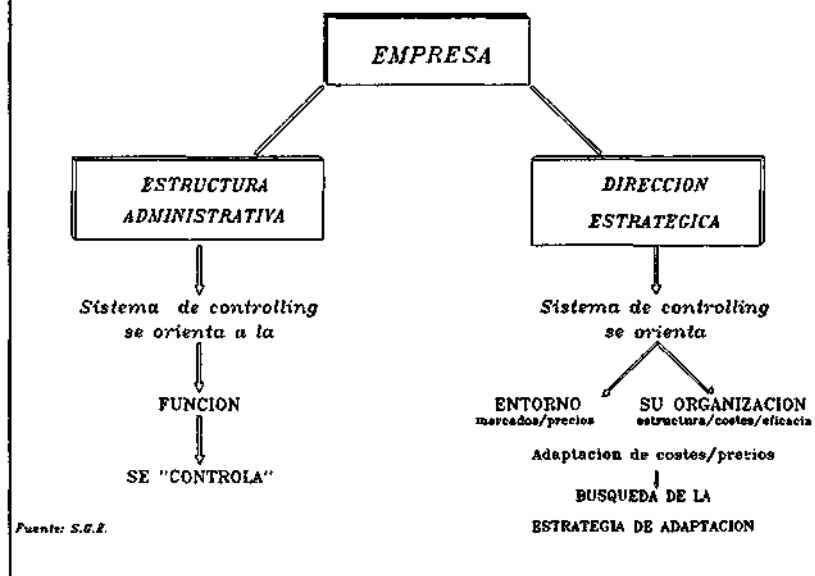 EMPRESA
ESTRUCTURA
ADMINISTRATIVA
Sistema de controlling
se orienta a la
FUNCION
SE "CONTROLA"
DIRECCION
ESTRATEGICA
Sistema de controlling
se orienta
ENTORNO
mercados/precios
SU ORGANIZACION
estructura/costes/eficacia
Adaptacion de costes/precios
BUSQUEDA DE LA
ESTRATEGIA DE ADAPTACION
Fuente: S.G.E.